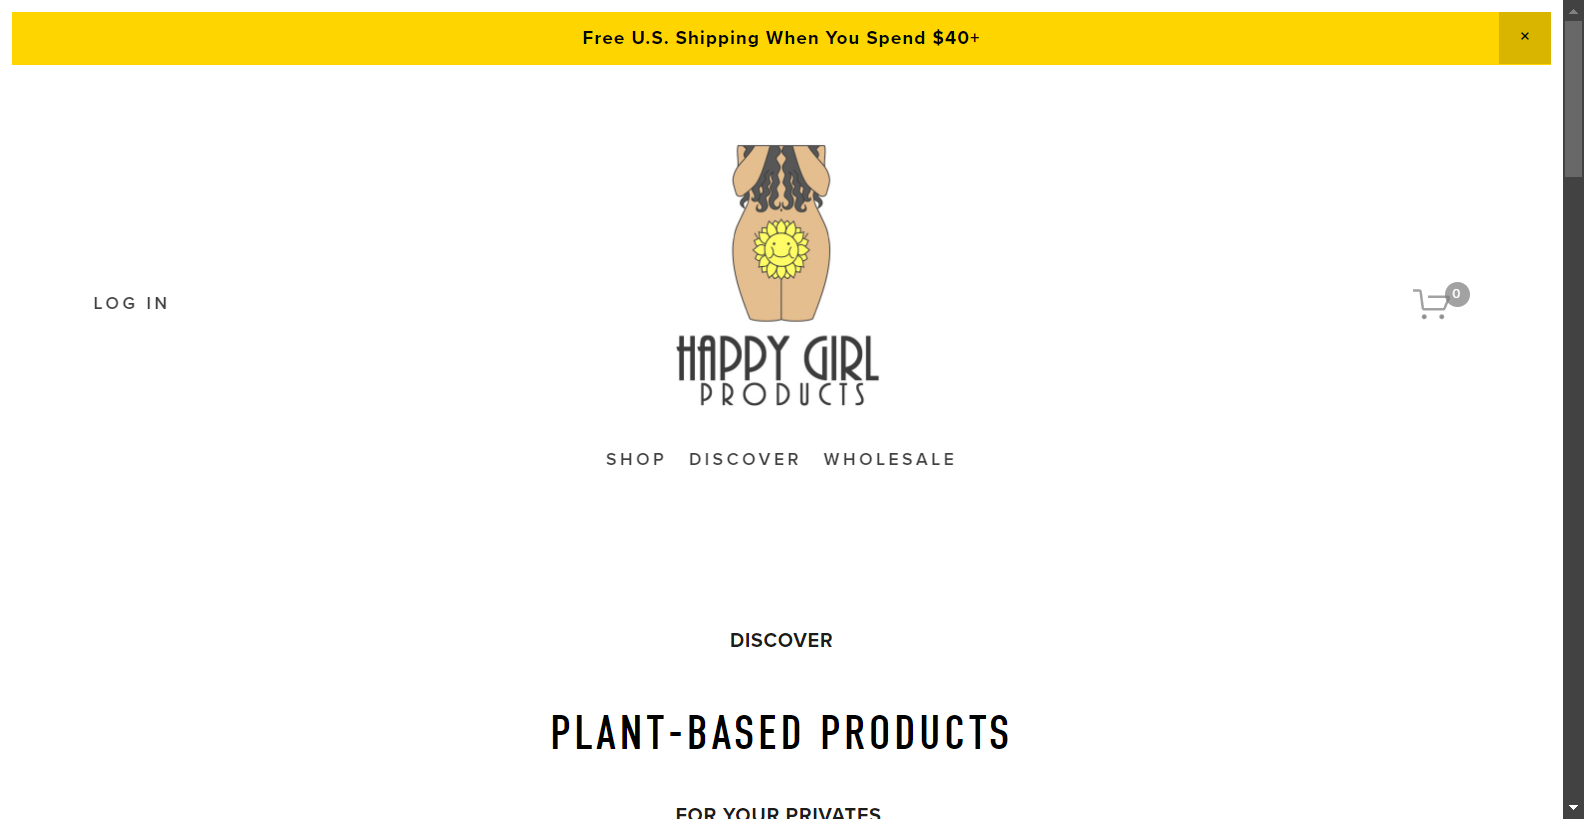 Free U.S. Shipping When You Spend $40+
×
LOG IN
0
HAPPY GIRL
PRODUCTS
SHOP DISCOVER WHOLESALE
DISCOVER
PLANT-BASED PRODUCTS
FOR YOUR PRIVATES